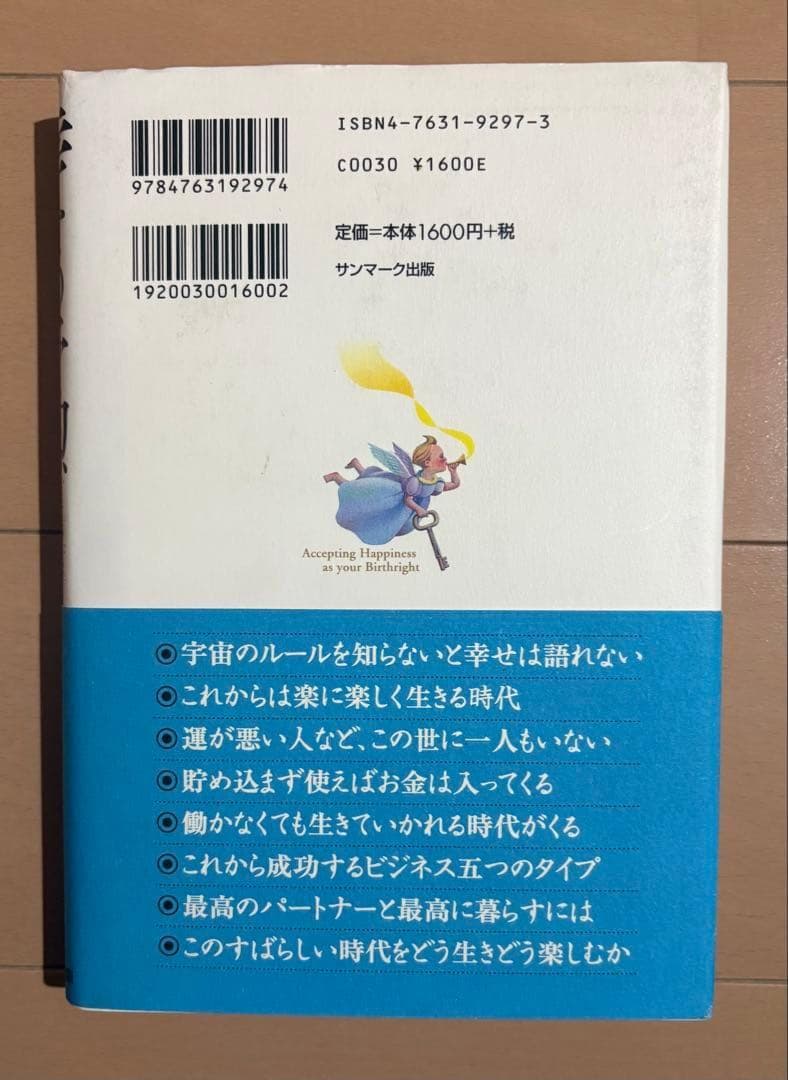 ISBN4-7631-9297-3
C0030 ¥1600E
9784763192974
定価=本体1600円+税
サンマーク出版
1920030016002
Accepting Happiness
as your Birthright
◉宇宙のルールを知らないと幸せは語れない
◉これからは楽に楽しく生きる時代
◉運が悪い人など、この世に一人もいない
◉貯め込まず使えばお金は入ってくる
◉働かなくても生きていかれる時代がくる
◉これから成功するビジネス五つのタイプ
◉最高のパートナーと最高に暮らすには
◉このすばらしい時代をどう生きどう楽しむか